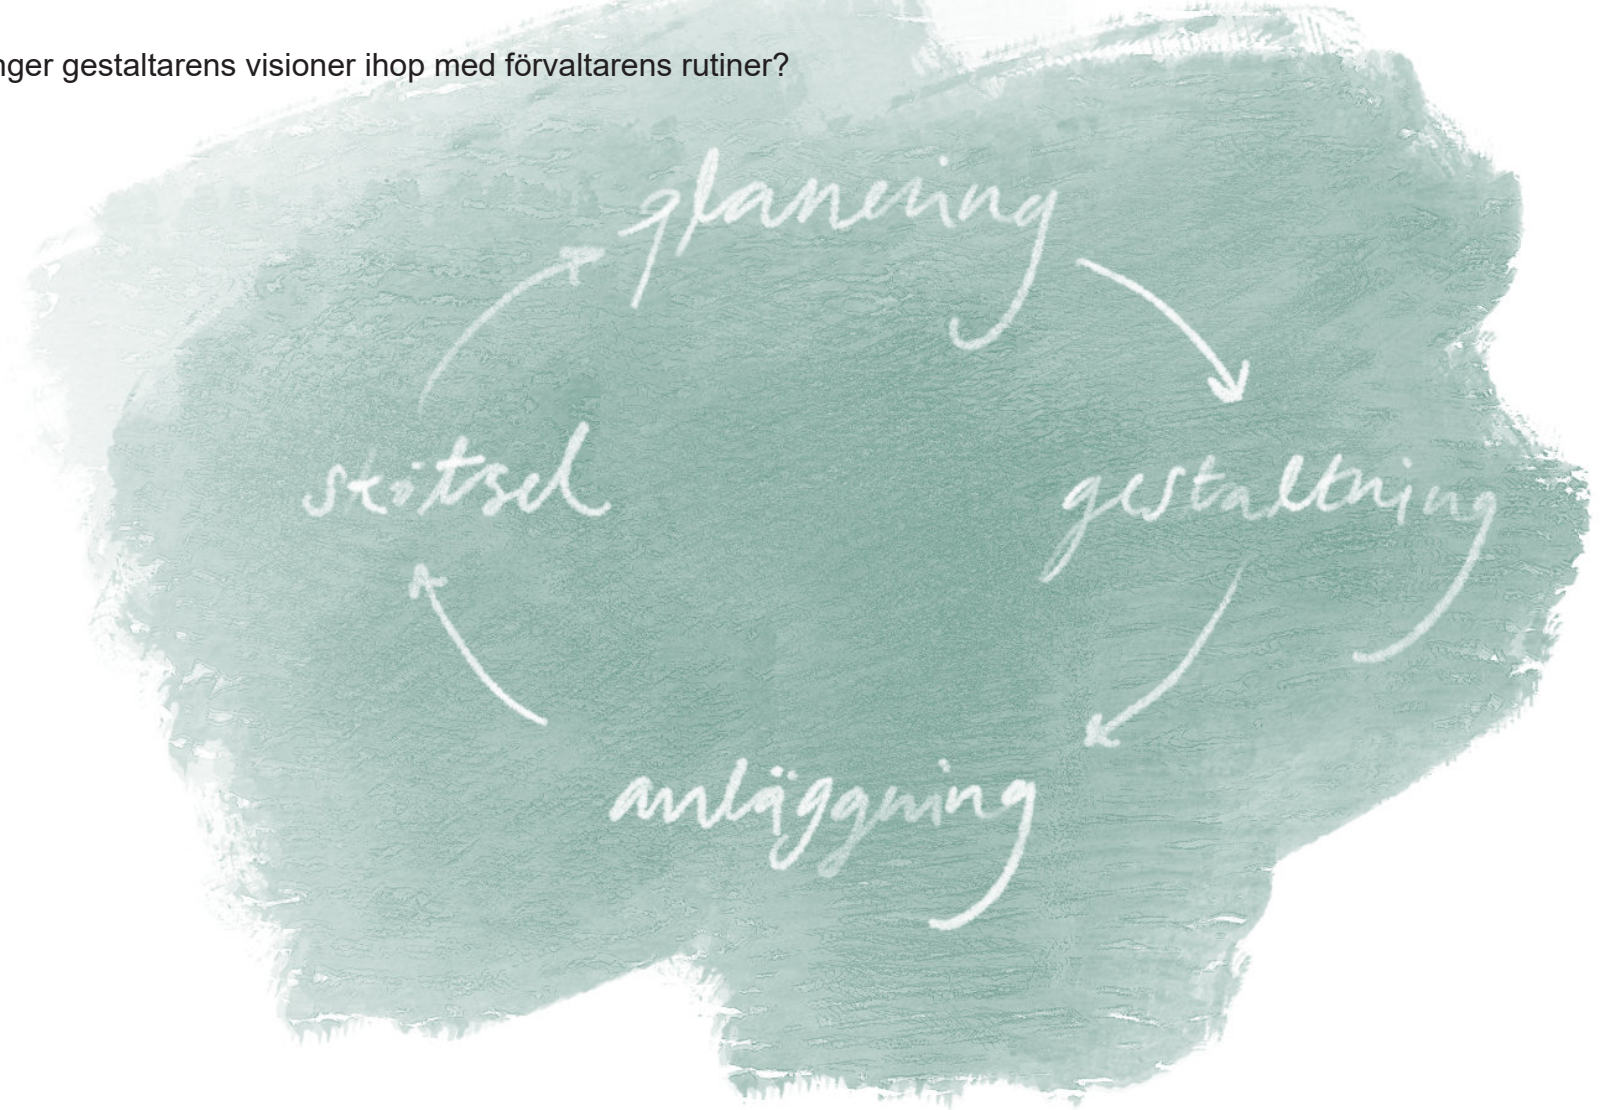 nger gestaltarens visioner ihop med förvaltarens rutiner?
planering
skötsel gestaltning
anläggning